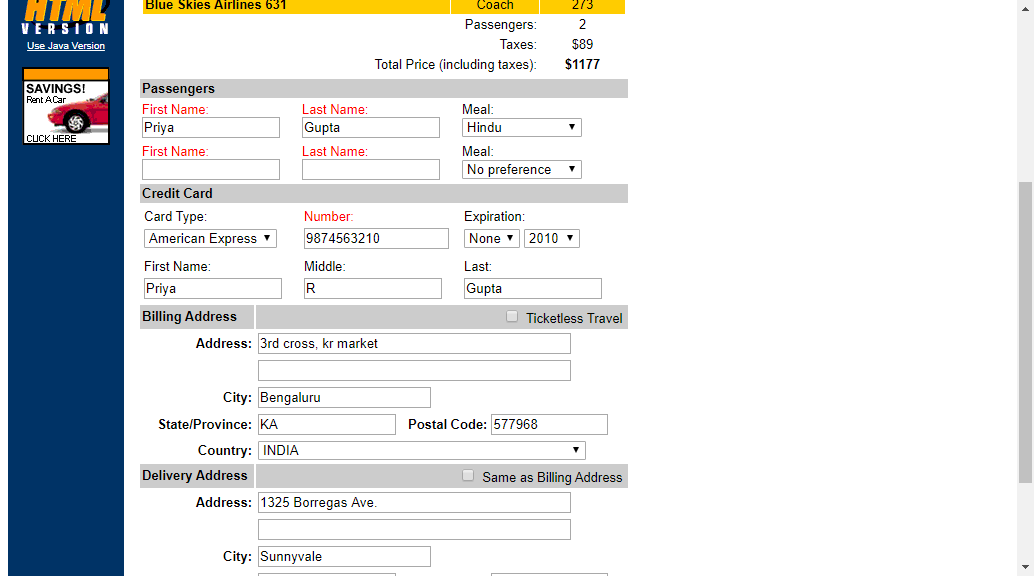 HTML
VERSION
Use Java Version
SAVINGS!
Rent A Car
CLICK HERE
Blue Skies Airlines 631 Coach 273
Passengers: 2
Taxes: $89
Total Price (including taxes): $1177
Passengers
First Name: Last Name: Meal:
Priya Gupta Hindu
First Name: Last Name: Meal:
No preference
Credit Card
Card Type: Number: Expiration:
American Express 9874563210 None 2010
First Name: Middle: Last:
Priya R Gupta
Billing Address Ticketless Travel
Address: 3rd cross, kr market
City: Bengaluru
State/Province: KA Postal Code: 577968
Country: INDIA
Delivery Address Same as Billing Address
Address: 1325 Borregas Ave.
City: Sunnyvale